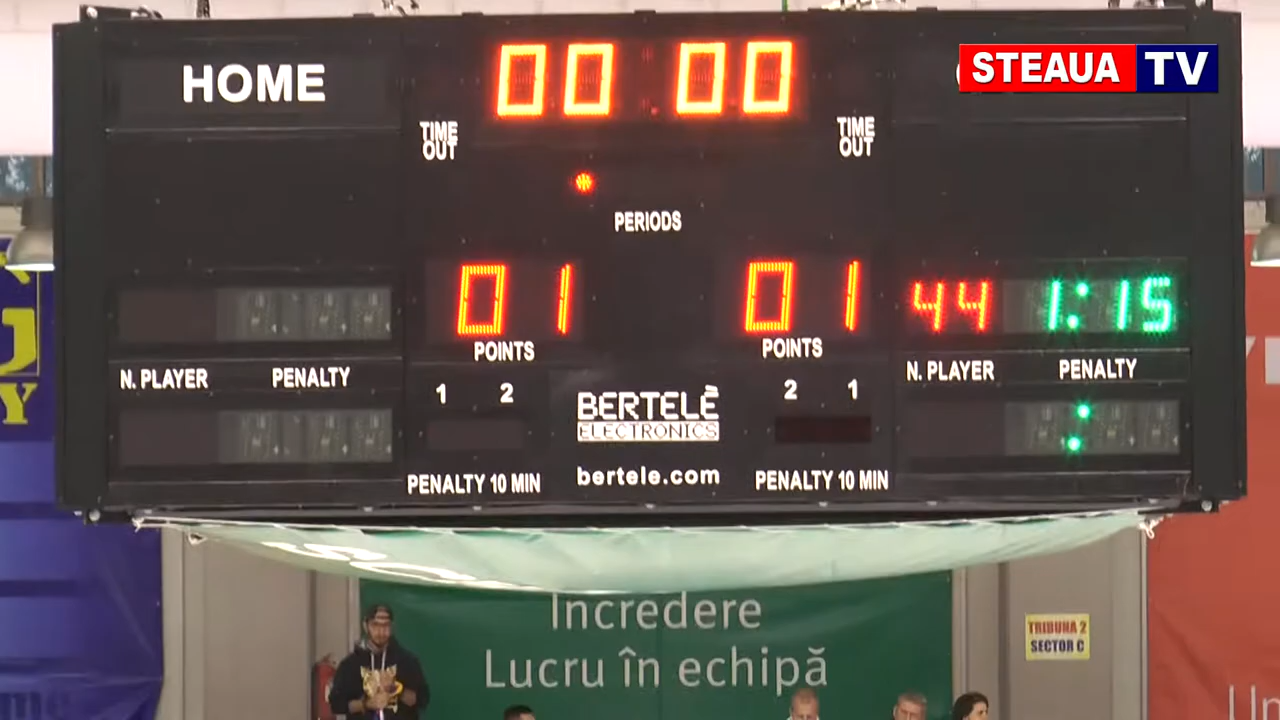 HOME
00 00
STEAUA TV
TIME
OUT
TIME
OUT
PERIODS
01
01
44
1:15
POINTS
POINTS
N. PLAYER
PENALTY
N. PLAYER
PENALTY
1 2
2 1
BERTELÈ
ELECTRONICS
bertele.com
PENALTY 10 MIN
PENALTY 10 MIN
Încredere
Lucru în echipă
TRIBUNA 2
SECTOR C